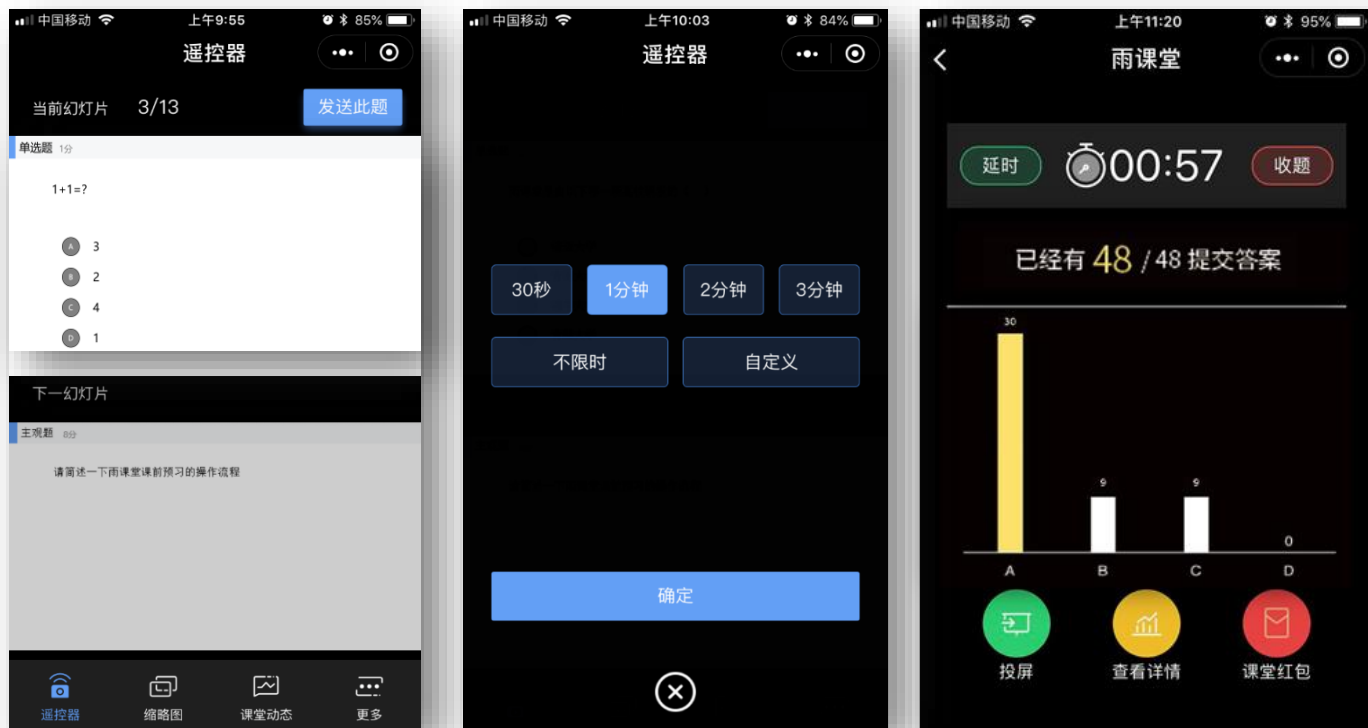 中国移动 上午9:55 85%
遥控器
当前幻灯片 3/13 发送此题
单选题 1分
1+1=?
A 3
B 2
C 4
D 1
下一幻灯片
主观题 8分
请简述一下雨课堂课前预习的操作流程
遥控器 缩略图 课堂动态 更多
中国移动 上午10:03 84%
遥控器
30秒 1分钟 2分钟 3分钟
不限时 自定义
确定
中国移动 上午11:20 95%
雨课堂
延时 00:57 收题
已经有 48 / 48 提交答案
30
9 9
0
A B C D
投屏 查看详情 课堂红包